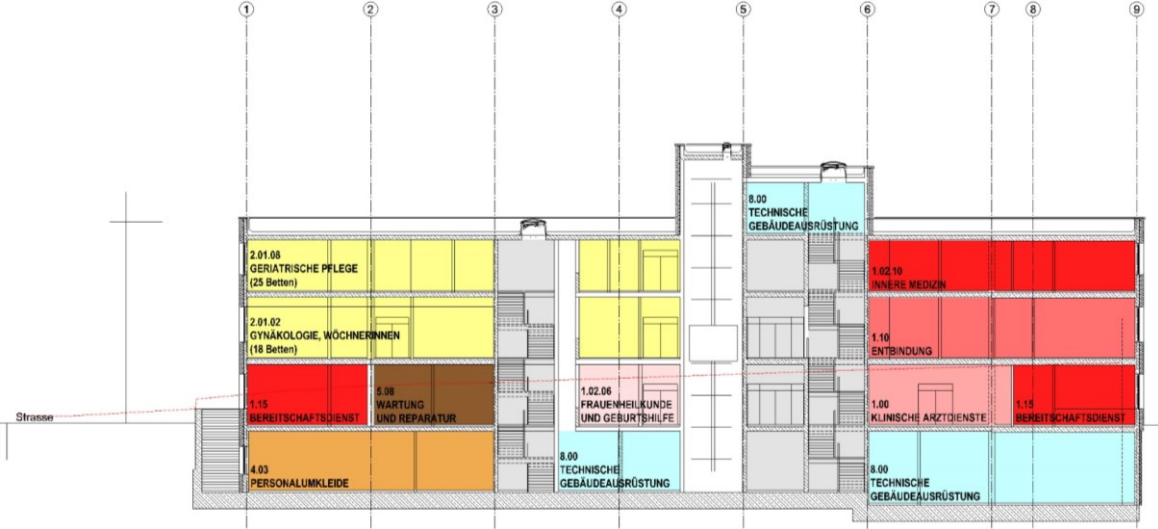 1
2
3
4
5
6
7
8
9
8.00
TECHNISCHE
GEBÄUDEAUSRÜSTUNG
2.01.08
GERIATRISCHE PFLEGE
(25 Betten)
1.02.10
INNERE MEDIZIN
2.01.02
GYNÄKOLOGIE, WÖCHNERINNEN
(18 Betten)
1.10
ENTBINDUNG
1.15
BEREITSCHAFTSDIENST
5.08
WARTUNG
UND REPARATUR
1.02.06
FRAUENHEILKUNDE
UND GEBURTSHILFE
1.00
KLINISCHE ARZTDIENSTE
1.15
BEREITSCHAFTSDIENST
Strasse
4.03
PERSONALUMKLEIDE
8.00
TECHNISCHE
GEBÄUDEAUSRÜSTUNG
8.00
TECHNISCHE
GEBÄUDEAUSRÜSTUNG